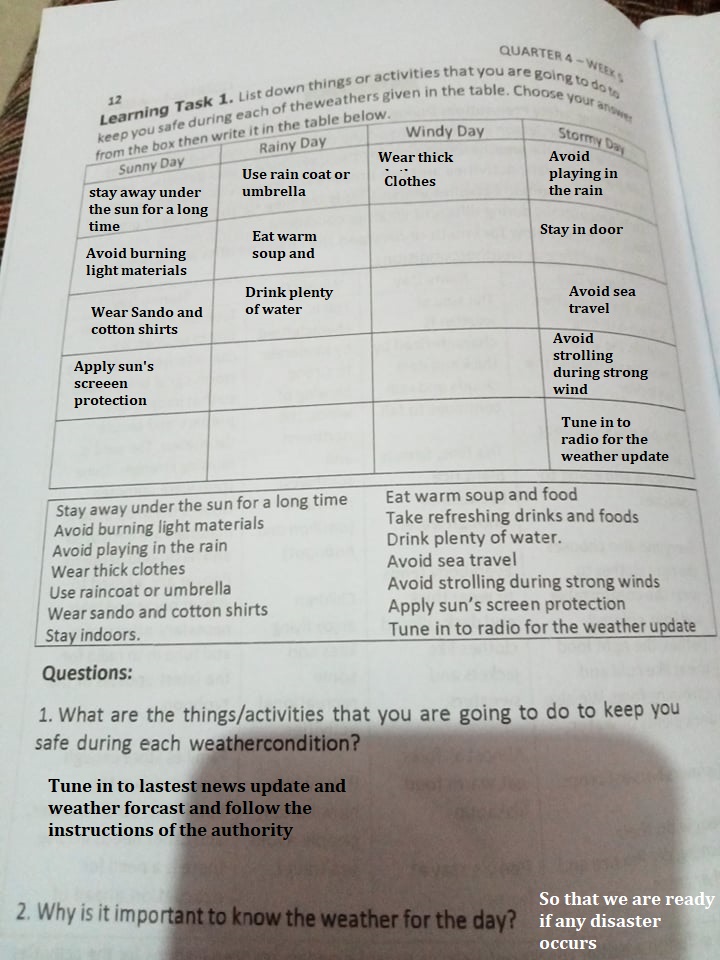 QUARTER 4 – WEEK 5
12
Learning Task 1. List down things or activities that you are going to do to
keep you safe during each of theweathers given in the table. Choose your answer
from the box then write it in the table below.
Sunny Day
Rainy Day
Windy Day
Stormy Day
stay away under
the sun for a long
time
Use rain coat or
umbrella
Wear thick
Clothes
Avoid
playing in
the rain
Avoid burning
light materials
Eat warm
soup and
Stay in door
Wear Sando and
cotton shirts
Drink plenty
of water
Avoid sea
travel
Apply sun's
screeen
protection
Avoid
strolling
during strong
wind
Tune in to
radio for the
weather update
Stay away under the sun for a long time
Avoid burning light materials
Avoid playing in the rain
Wear thick clothes
Use raincoat or umbrella
Wear sando and cotton shirts
Stay indoors.
Eat warm soup and food
Take refreshing drinks and foods
Drink plenty of water.
Avoid sea travel
Avoid strolling during strong winds
Apply sun's screen protection
Tune in to radio for the weather update
Questions:
1. What are the things/activities that you are going to do to keep you
safe during each weathercondition?
Tune in to lastest news update and
weather forcast and follow the
instructions of the authority
2. Why is it important to know the weather for the day?
So that we are ready
if any disaster
occurs